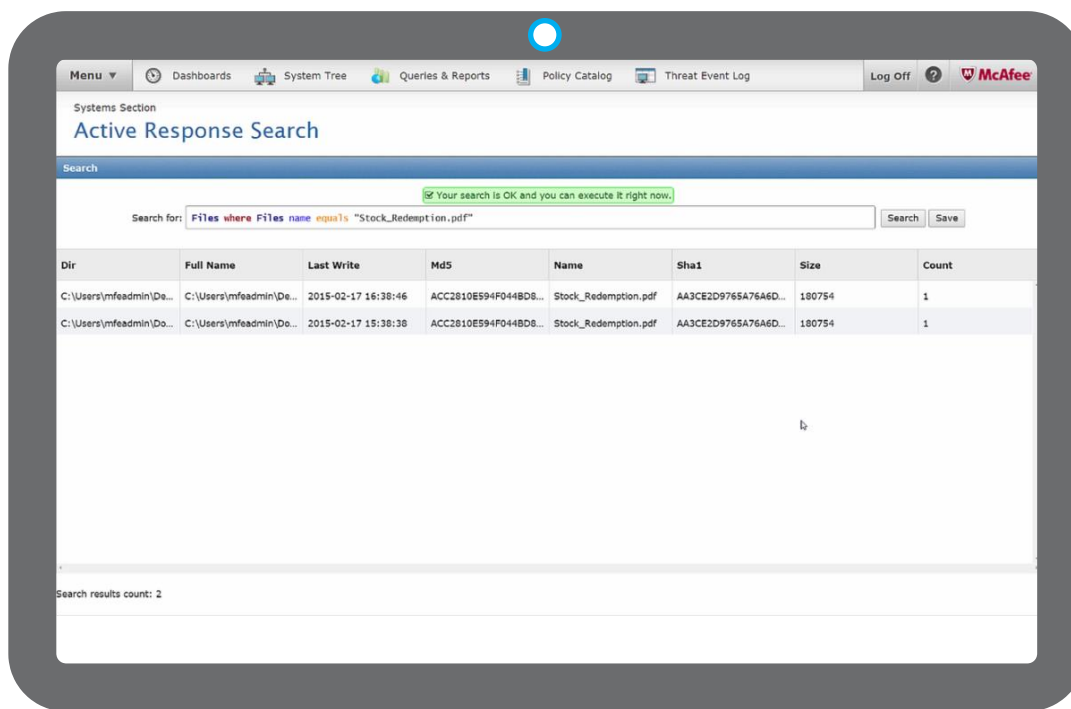 Menu ▼ Dashboards System Tree Queries & Reports Policy Catalog Threat Event Log Log Off ? McAfee
Systems Section
Active Response Search
Search
Your search is OK and you can execute it right now.
Search for: Files where Files name equals "Stock_Redemption.pdf" Search Save
Dir Full Name Last Write Md5 Name Sha1 Size Count
C:\Users\mfeadmin\De... C:\Users\mfeadmin\De... 2015-02-17 16:38:46 ACC2810E594F044BD8... Stock_Redemption.pdf AA3CE2D9765A76A6D... 180754 1
C:\Users\mfeadmin\Do... C:\Users\mfeadmin\Do... 2015-02-17 15:38:38 ACC2810E594F044BD8... Stock_Redemption.pdf AA3CE2D9765A76A6D... 180754 1
Search results count: 2